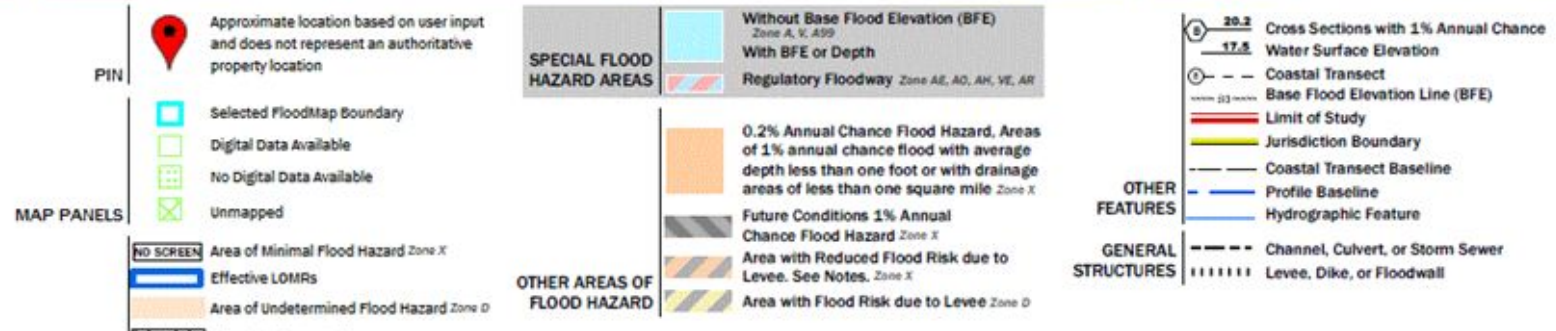 PIN
Approximate location based on user input
and does not represent an authoritative
property location
MAP PANELS
Selected FloodMap Boundary
Digital Data Available
No Digital Data Available
Unmapped
NO SCREEN Area of Minimal Flood Hazard Zone X
Effective LOMRs
Area of Undetermined Flood Hazard Zone D
SPECIAL FLOOD
HAZARD AREAS
Without Base Flood Elevation (BFE)
Zone A, V, A99
With BFE or Depth
Regulatory Floodway Zone AE, AO, AH, VE, AR
OTHER AREAS OF
FLOOD HAZARD
0.2% Annual Chance Flood Hazard, Areas
of 1% annual chance flood with average
depth less than one foot or with drainage
areas of less than one square mile Zone X
Future Conditions 1% Annual
Chance Flood Hazard Zone X
Area with Reduced Flood Risk due to
Levee. See Notes. Zone X
Area with Flood Risk due to Levee Zone D
OTHER
FEATURES
20.2 Cross Sections with 1% Annual Chance
17.5 Water Surface Elevation
Coastal Transect
Base Flood Elevation Line (BFE)
Limit of Study
Jurisdiction Boundary
Coastal Transect Baseline
Profile Baseline
Hydrographic Feature
GENERAL
STRUCTURES
Channel, Culvert, or Storm Sewer
Levee, Dike, or Floodwall